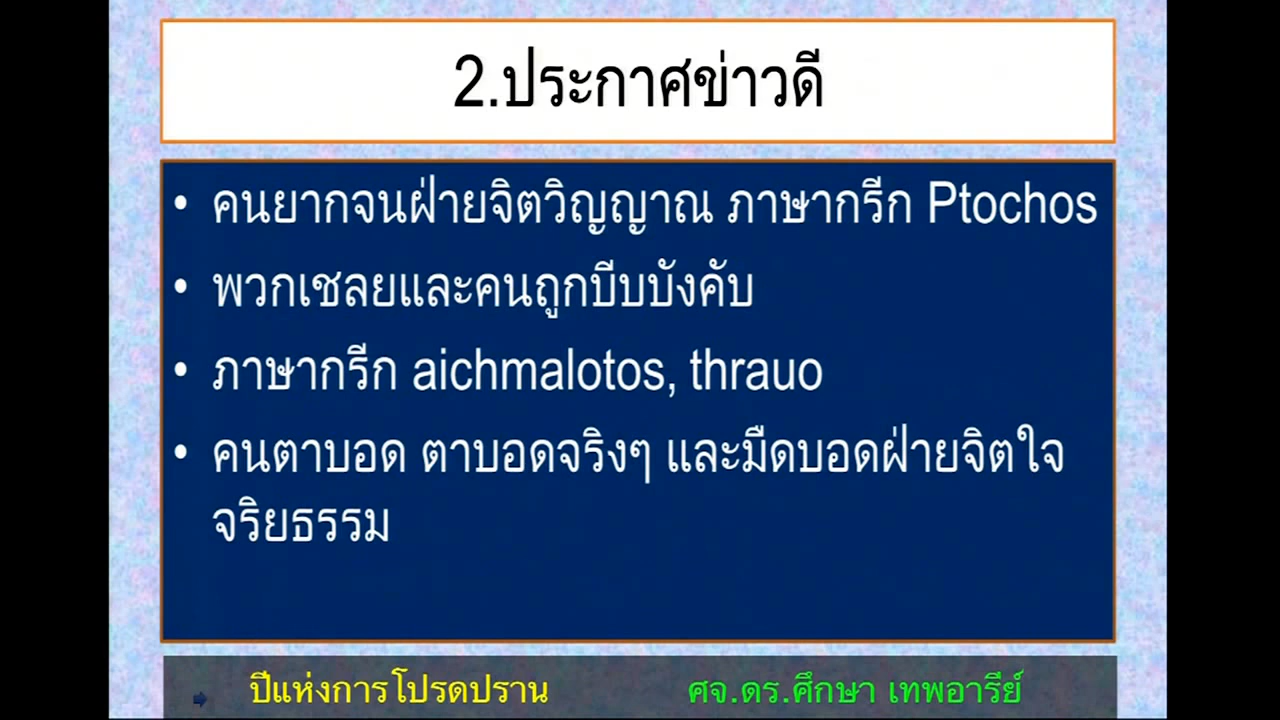 2.ประกาศข่าวดี
• คนยากจนฝ่ายจิตวิญญาณ ภาษากรีก Ptochos
• พวกเชลยและคนถูกบีบบังคับ
• ภาษากรีก aichmalotos, thrauo
• คนตาบอด ตาบอดจริงๆ และมืดบอดฝ่ายจิตใจ
จริยธรรม
ปีแห่งการโปรดปราน ศจ.ดร.ศึกษา เทพอารีย์